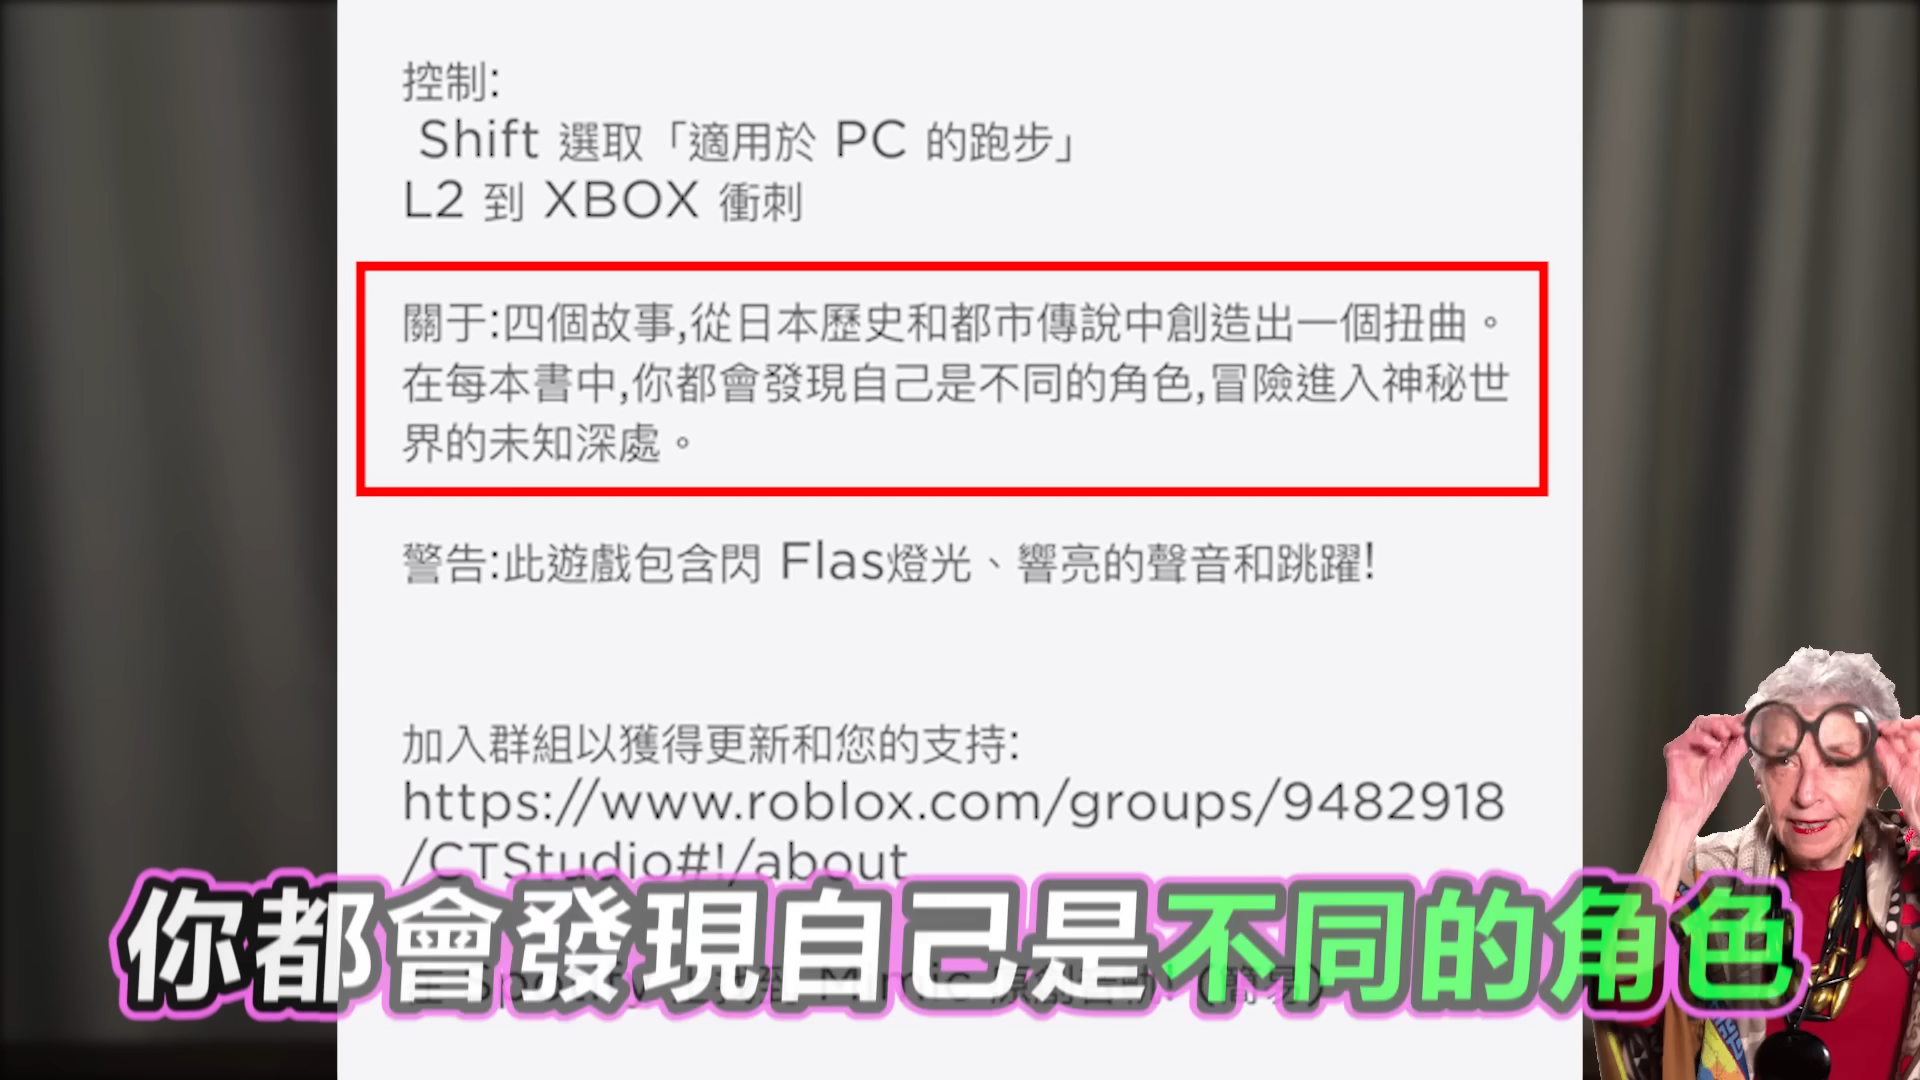 控制:
Shift 選取「適用於 PC 的跑步」
L2 到 XBOX 衝刺
關于:四個故事,從日本歷史和都市傳說中創造出一個扭曲。
在每本書中,你都會發現自己是不同的角色,冒險進入神秘世
界的未知深處。
警告:此遊戲包含閃 Flas燈光、響亮的聲音和跳躍!
加入群組以獲得更新和您的支持:
https://www.roblox.com/groups/9482918
/CTStudio#!/about
你都會發現自己是不同的角色